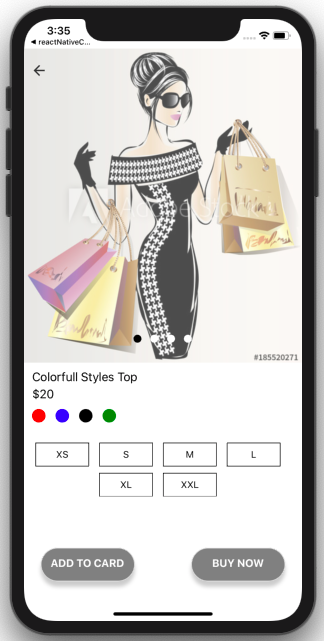 3:35
◀ reactNativeC...
#185520271
Colorfull Styles Top
$20
XS
S
M
L
XL
XXL
ADD TO CARD
BUY NOW